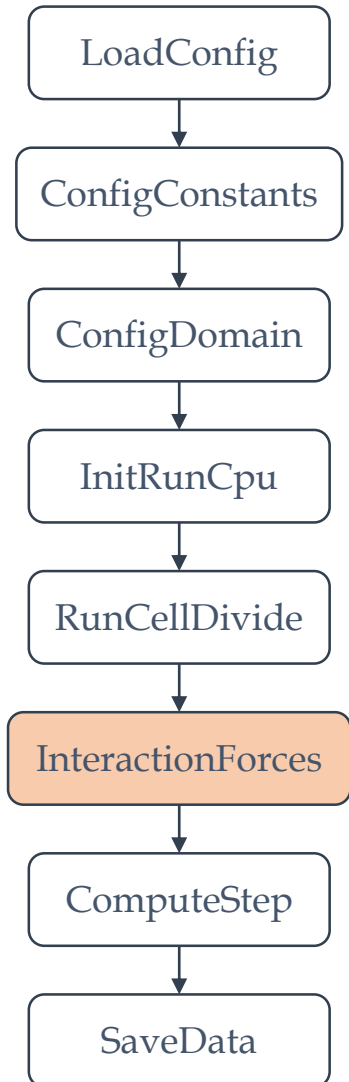 LoadConfig
ConfigConstants
ConfigDomain
InitRunCpu
RunCellDivide
InteractionForces
ComputeStep
SaveData